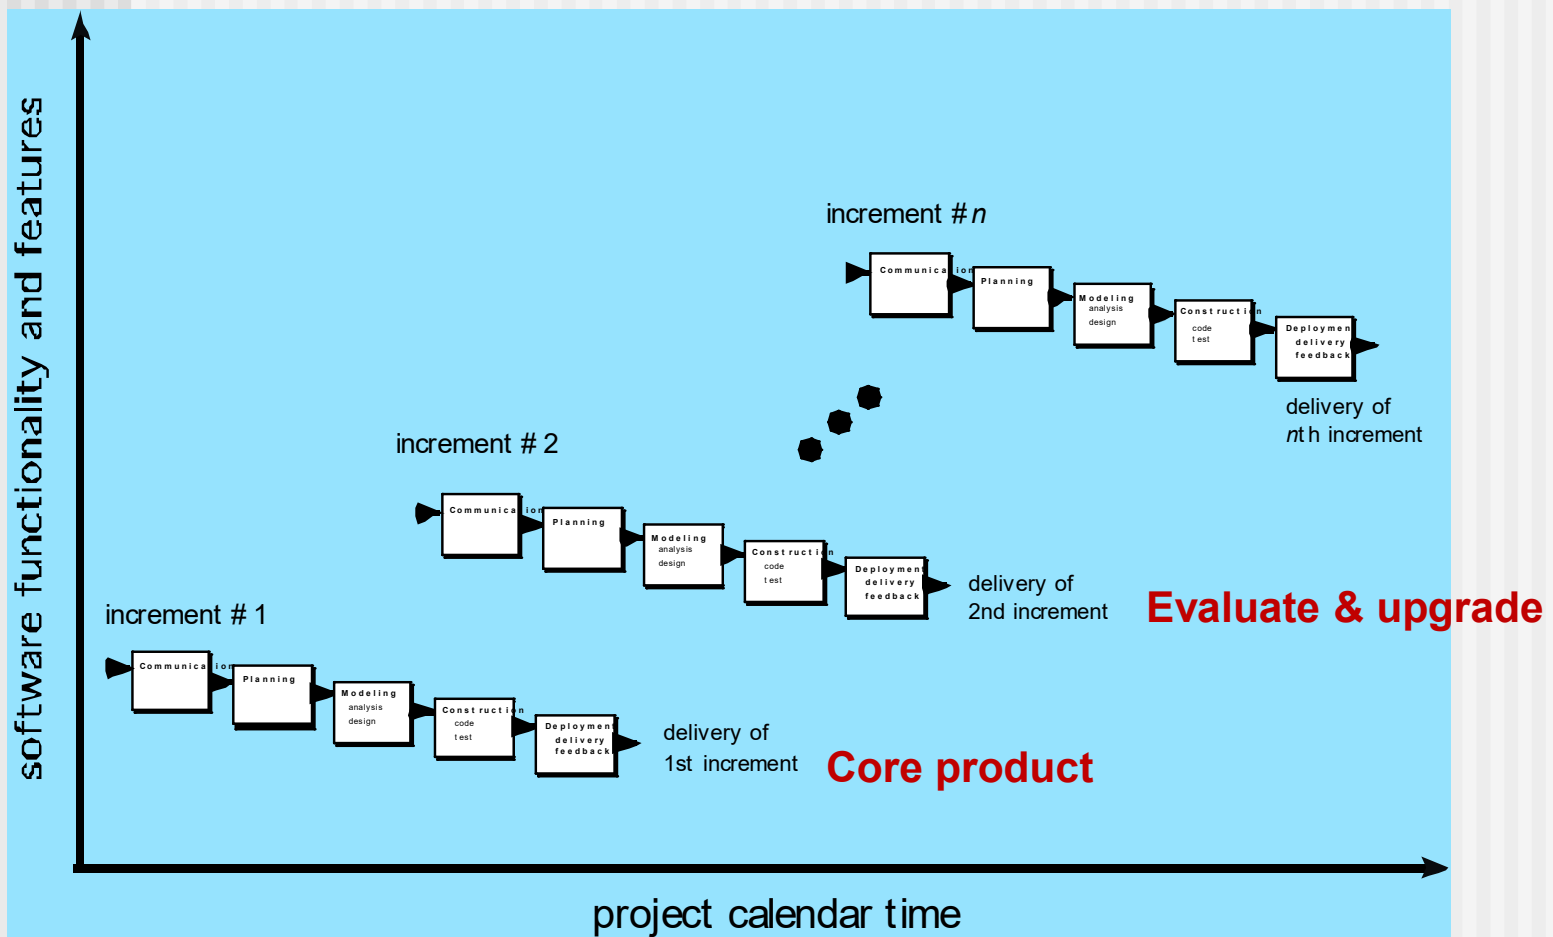 software functionality and features
increment # n
Communication
Planning
Modeling
analysis
design
Construction
code
test
Deployment
delivery
feedback
delivery of
nth increment
increment # 2
Communication
Planning
Modeling
analysis
design
Construction
code
test
Deployment
delivery
feedback
delivery of
2nd increment
Evaluate & upgrade
increment # 1
Communication
Planning
Modeling
analysis
design
Construction
code
test
Deployment
delivery
feedback
delivery of
1st increment
Core product
project calendar time